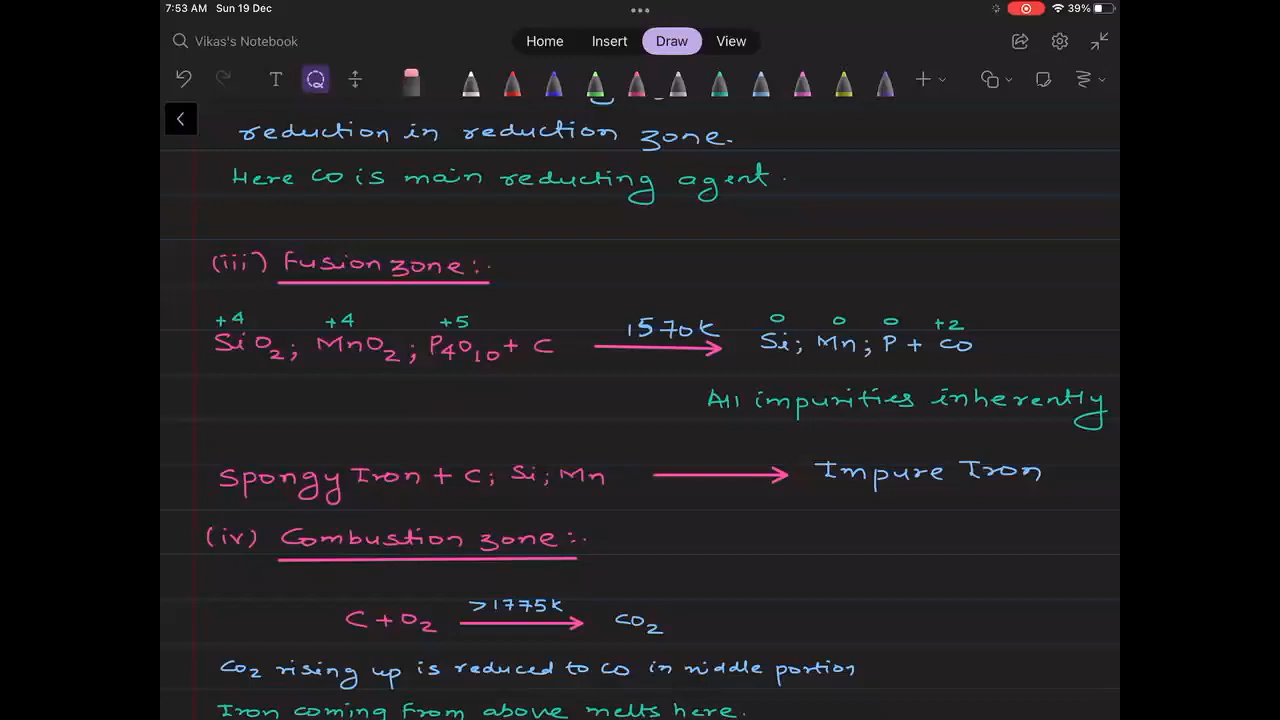 7:53 AM Sun 19 Dec
39%
Vikas's Notebook
Home Insert Draw View
reduction in reduction zone.
Here CO is main reducting agent.
(iii) Fusion zone:-
+4 +4 +5 1570K 0 0 0 +2
SiO2; MnO2; P4O10 + C → Si; Mn; P + CO
All impurities inherently
Spongy Iron + C; Si; Mn → Impure Iron
(iv) Combustion zone:-
>1775K
C + O2 → CO2
CO2 rising up is reduced to CO in middle portion
Iron coming from above melts here.